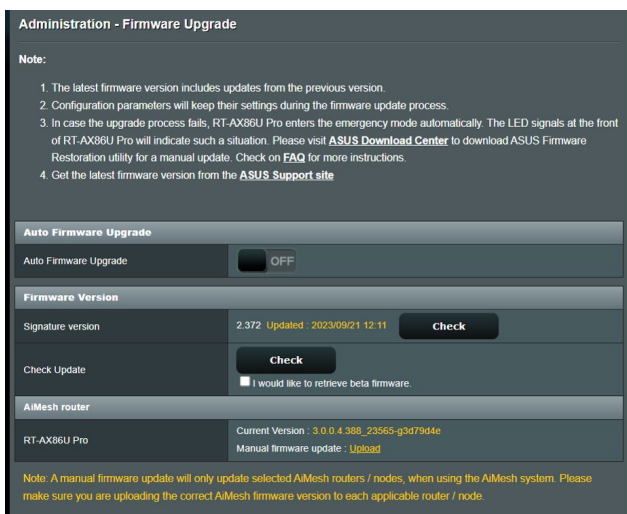 Administration - Firmware Upgrade
Note:
1. The latest firmware version includes updates from the previous version.
2. Configuration parameters will keep their settings during the firmware update process.
3. In case the upgrade process fails, RT-AX86U Pro enters the emergency mode automatically. The LED signals at the front
of RT-AX86U Pro will indicate such a situation. Please visit ASUS Download Center to download ASUS Firmware
Restoration utility for a manual update. Check on FAQ for more instructions.
4. Get the latest firmware version from the ASUS Support site
Auto Firmware Upgrade
Auto Firmware Upgrade OFF
Firmware Version
Signature version 2.372 Updated : 2023/09/21 12:11 Check
Check Update Check
I would like to retrieve beta firmware.
AiMesh router
RT-AX86U Pro Current Version : 3.0.0.4.388_23565-g3d79d4e
Manual firmware update : Upload
Note: A manual firmware update will only update selected AiMesh routers / nodes, when using the AiMesh system. Please
make sure you are uploading the correct AiMesh firmware version to each applicable router / node.